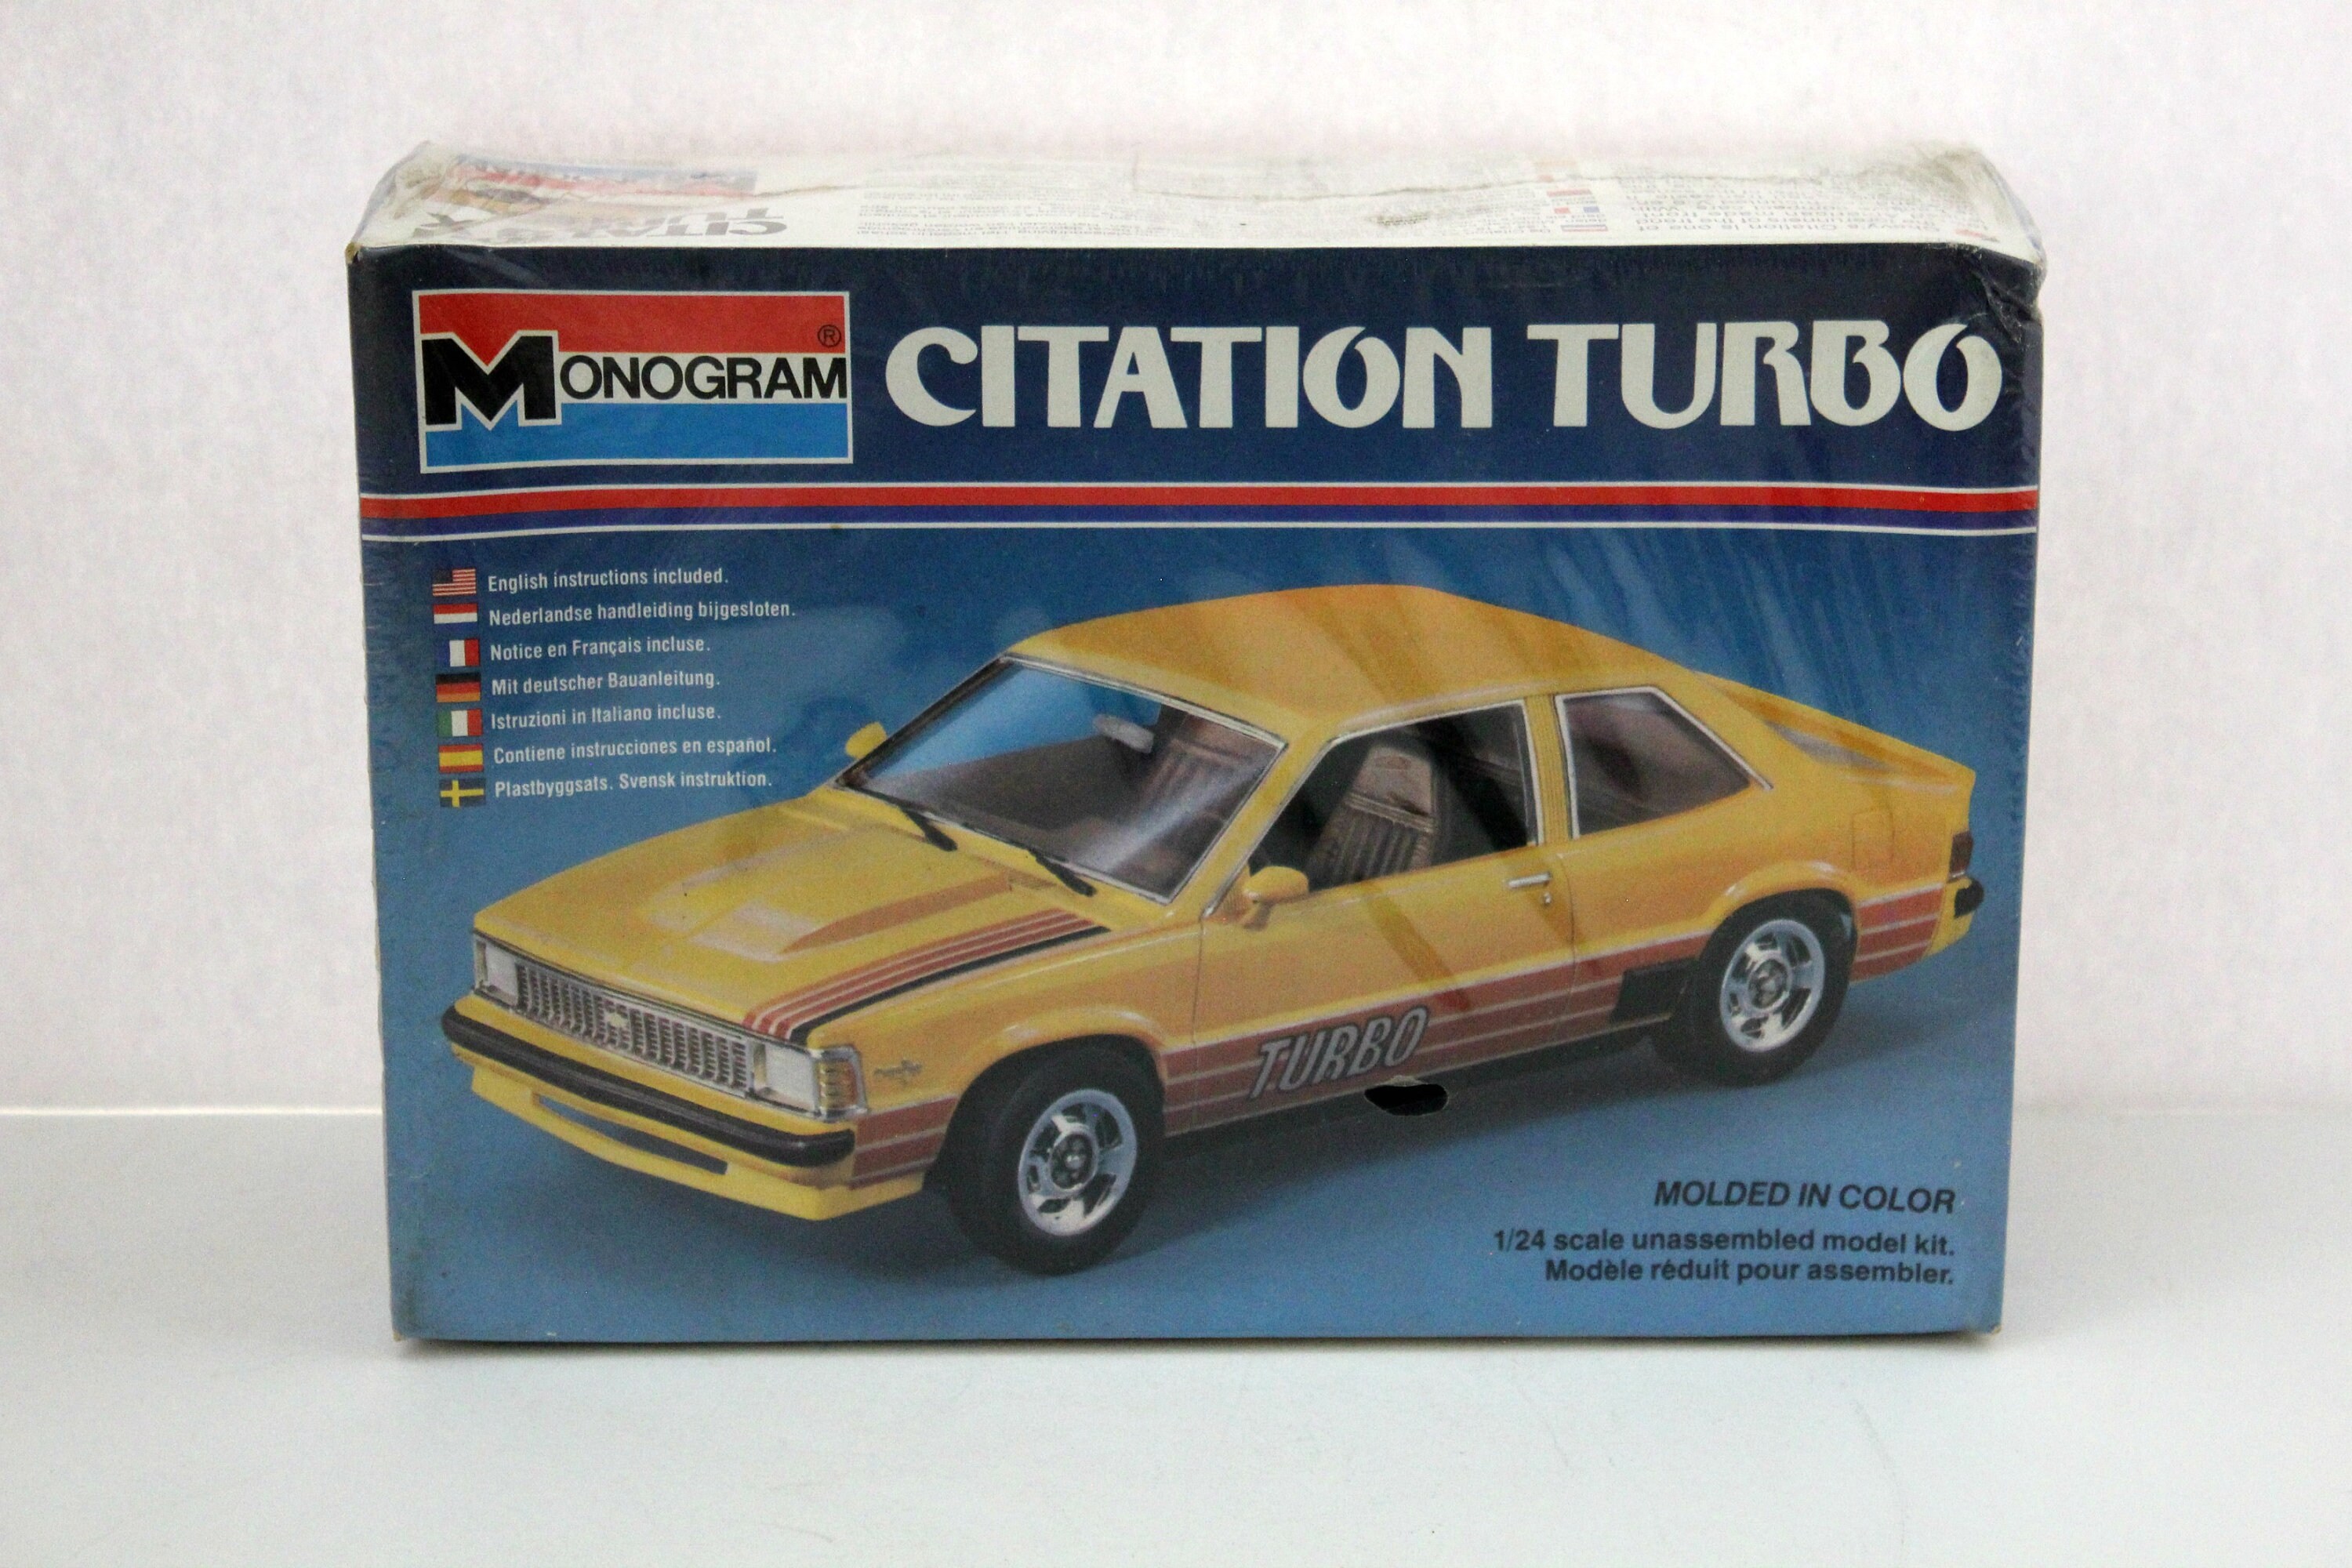 MONOGRAM®
CITATION TURBO
English instructions included.
Nederlandse handleiding bijgesloten.
Notice en Français incluse.
Mit deutscher Bauanleitung.
Istruzioni in Italiano incluse.
Contiene instrucciones en español.
Plastbyggsats. Svensk instruktion.
TURBO
MOLDED IN COLOR
1/24 scale unassembled model kit.
Modèle réduit pour assembler.